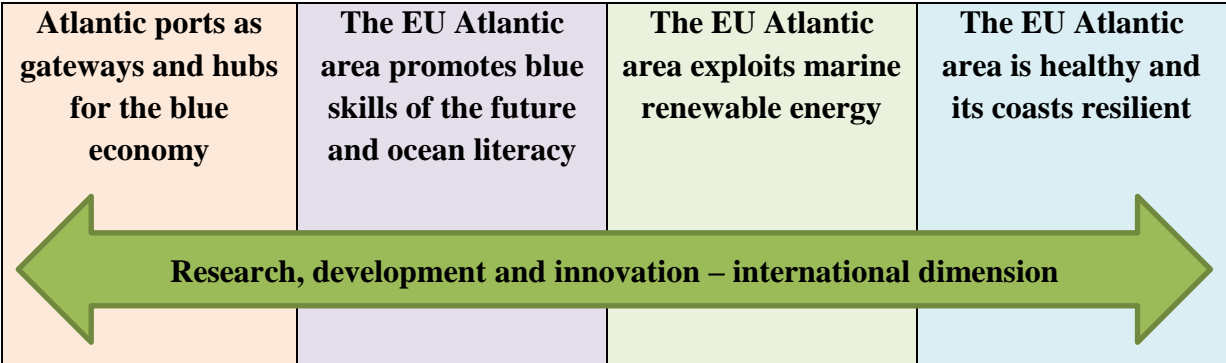 Atlantic ports as
gateways and hubs
for the blue
economy
The EU Atlantic
area promotes blue
skills of the future
and ocean literacy
The EU Atlantic
area exploits marine
renewable energy
The EU Atlantic
area is healthy and
its coasts resilient
Research, development and innovation – international dimension